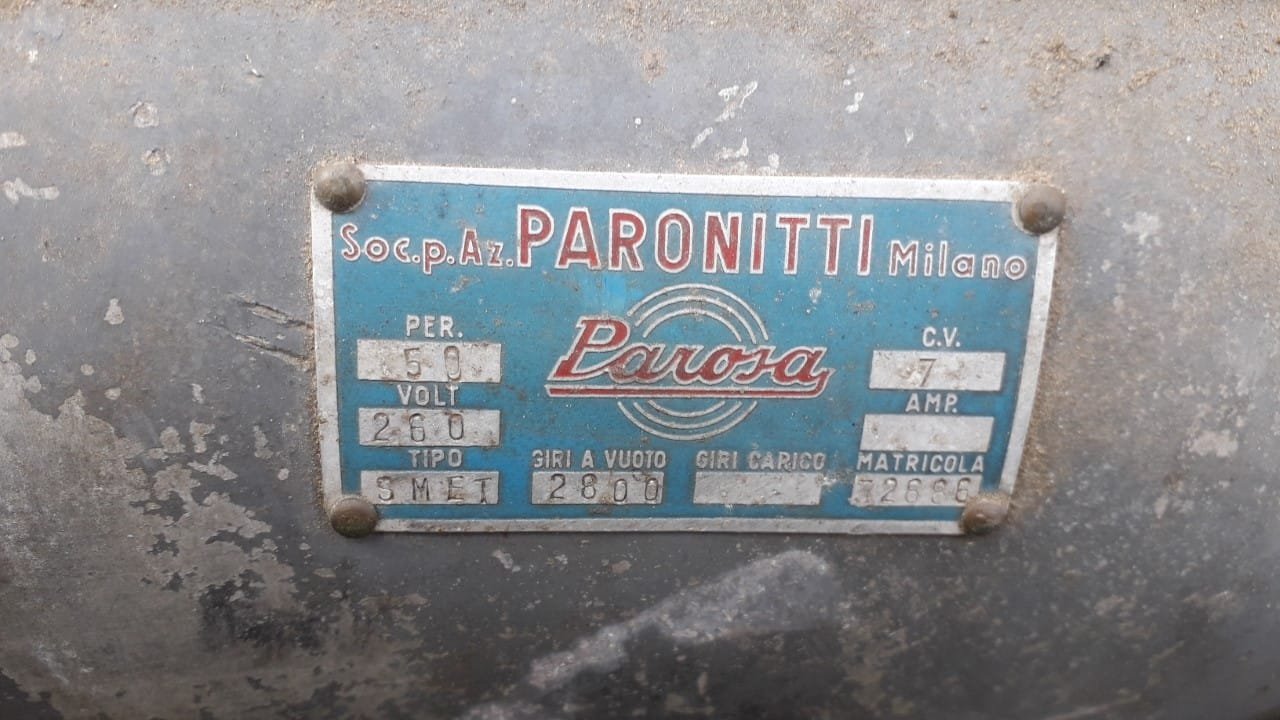 Soc.p.Az. PARONITTI Milano
Parosa
PER.
50
VOLT
260
TIPO
SMET
GIRI A VUOTO
2800
GIRI CARICO
C.V.
7
AMP.
MATRICOLA
72686